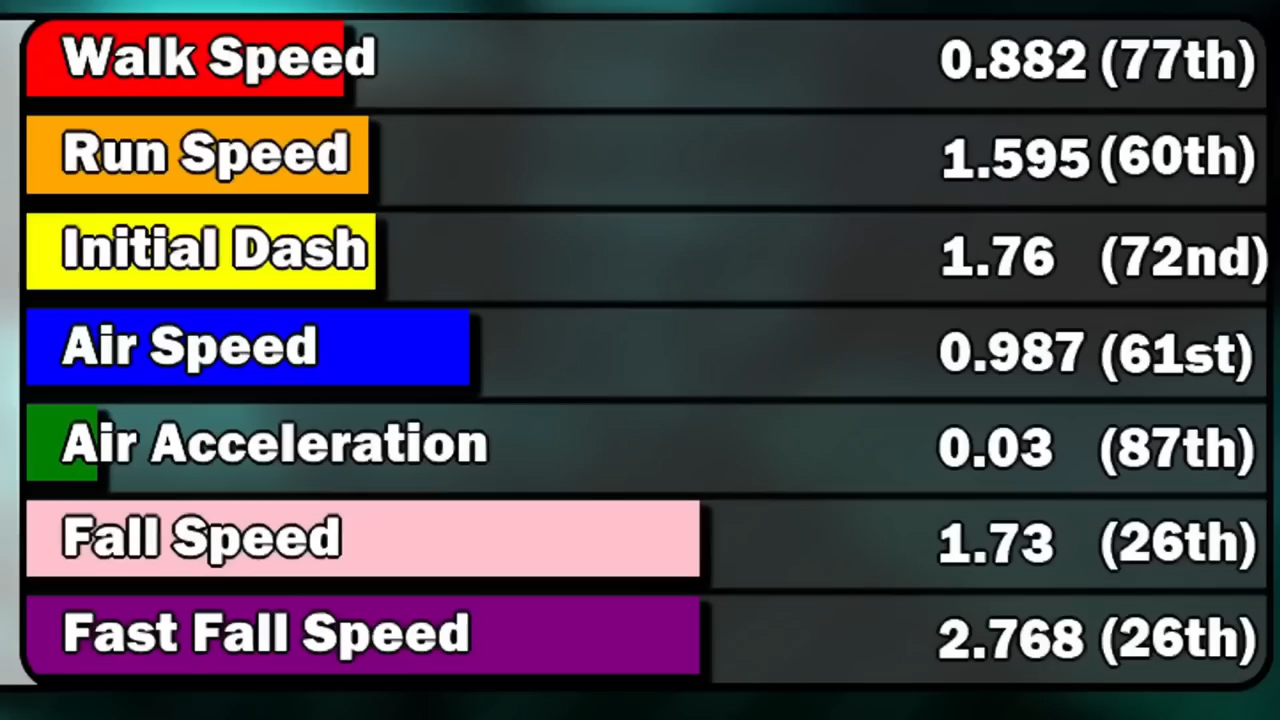 Walk Speed 0.882 (77th)
Run Speed 1.595 (60th)
Initial Dash 1.76 (72nd)
Air Speed 0.987 (61st)
Air Acceleration 0.03 (87th)
Fall Speed 1.73 (26th)
Fast Fall Speed 2.768 (26th)